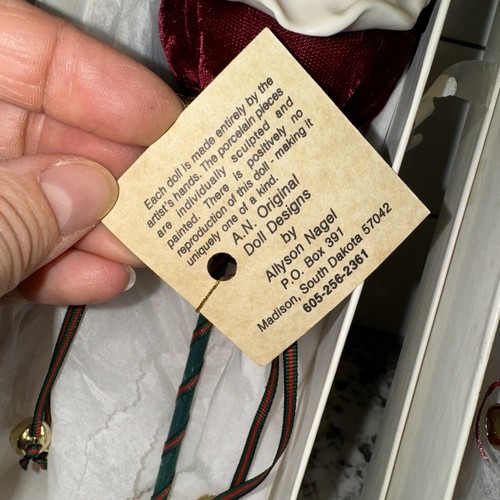 Each doll is made entirely by the
artist's hands. The porcelain pieces
are individually sculpted and
painted. There is positively no
reproduction of this doll - making it
uniquely one of a kind.
A.N. Original
Doll Designs
by
Allyson Nagel
P.O. Box 391
Madison, South Dakota 57042
605-256-2361